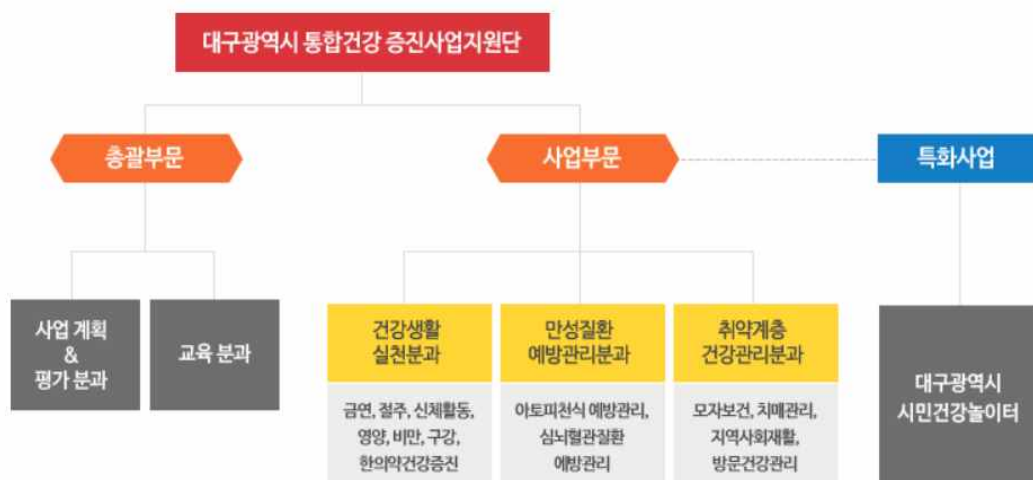 대구광역시 통합건강 증진사업지원단
총괄부문
사업부문
특화사업
사업 계획
&
평가 분과
교육 분과
건강생활
실천분과
금연, 절주, 신체활동,
영양, 비만, 구강,
한의약건강증진
만성질환
예방관리분과
아토피천식 예방관리,
심뇌혈관질환
예방관리
취약계층
건강관리분과
모자보건, 치매관리,
지역사회재활,
방문건강관리
대구광역시
시민건강놀이터